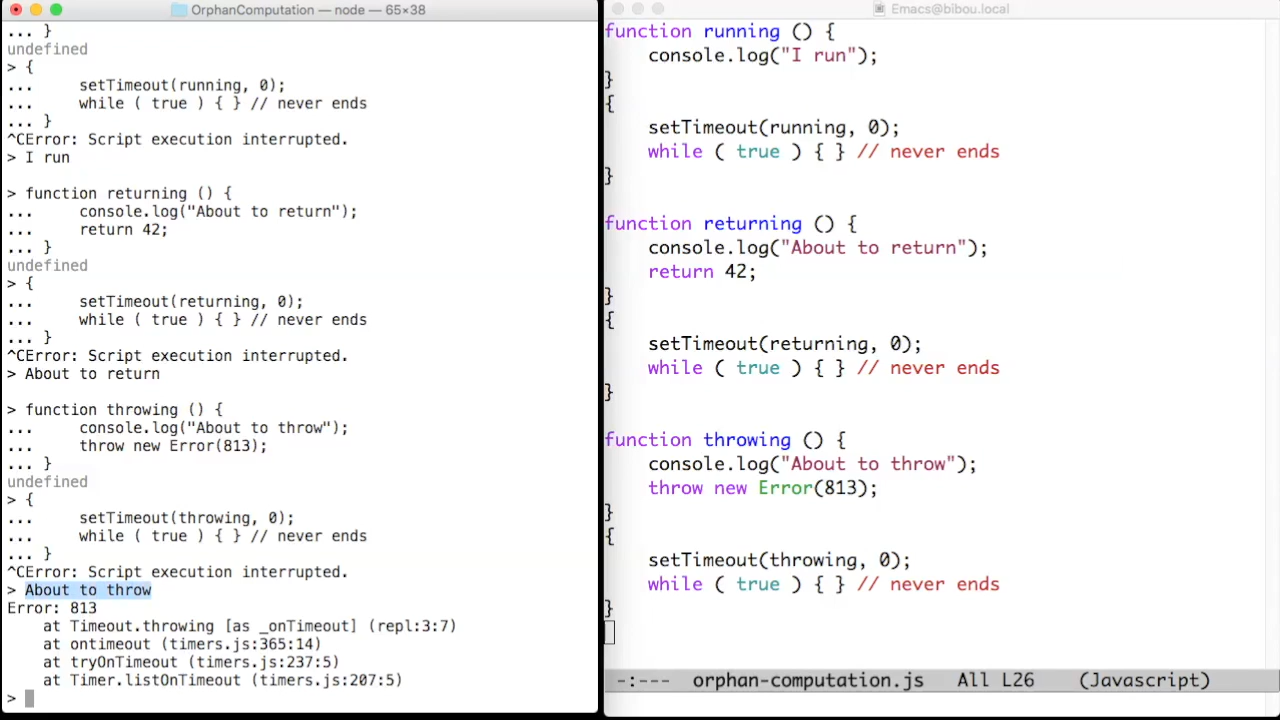 OrphanComputation — node — 65×38
... }
undefined
> {
...     setTimeout(running, 0);
...     while ( true ) { } // never ends
... }
^CError: Script execution interrupted.
> I run
> function returning () {
...     console.log("About to return");
...     return 42;
... }
undefined
> {
...     setTimeout(returning, 0);
...     while ( true ) { } // never ends
... }
^CError: Script execution interrupted.
> About to return
> function throwing () {
...     console.log("About to throw");
...     throw new Error(813);
... }
undefined
> {
...     setTimeout(throwing, 0);
...     while ( true ) { } // never ends
... }
^CError: Script execution interrupted.
> About to throw
Error: 813
    at Timeout.throwing [as _onTimeout] (repl:3:7)
    at ontimeout (timers.js:365:14)
    at tryOnTimeout (timers.js:237:5)
    at Timer.listOnTimeout (timers.js:207:5)
>
Emacs@bibou.local
function running () {
    console.log("I run");
}
{
    setTimeout(running, 0);
    while ( true ) { } // never ends
}
function returning () {
    console.log("About to return");
    return 42;
}
{
    setTimeout(returning, 0);
    while ( true ) { } // never ends
}
function throwing () {
    console.log("About to throw");
    throw new Error(813);
}
{
    setTimeout(throwing, 0);
    while ( true ) { } // never ends
}
-:--- orphan-computation.js All L26 (Javascript)